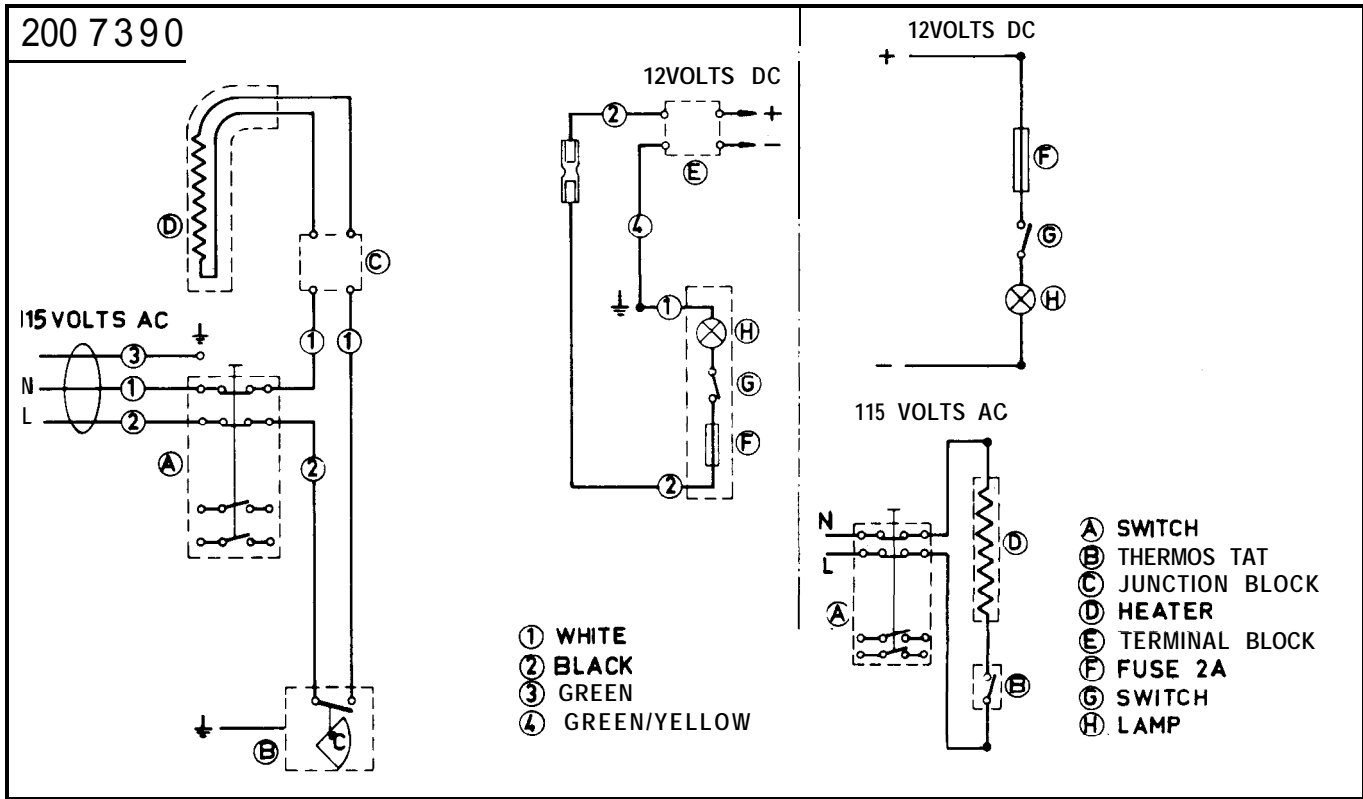 200 7390
12VOLTS DC
2
+
-
E
4
1
H
G
F
2
D
C
115 VOLTS AC
3
N
1
L
2
1
1
A
2
°C
B
1 WHITE
2 BLACK
3 GREEN
4 GREEN/YELLOW
12VOLTS DC
+
F
G
H
-
115 VOLTS AC
N
L
D
A
B
A SWITCH
B THERMOS TAT
C JUNCTION BLOCK
D HEATER
E TERMINAL BLOCK
F FUSE 2A
G SWITCH
H LAMP